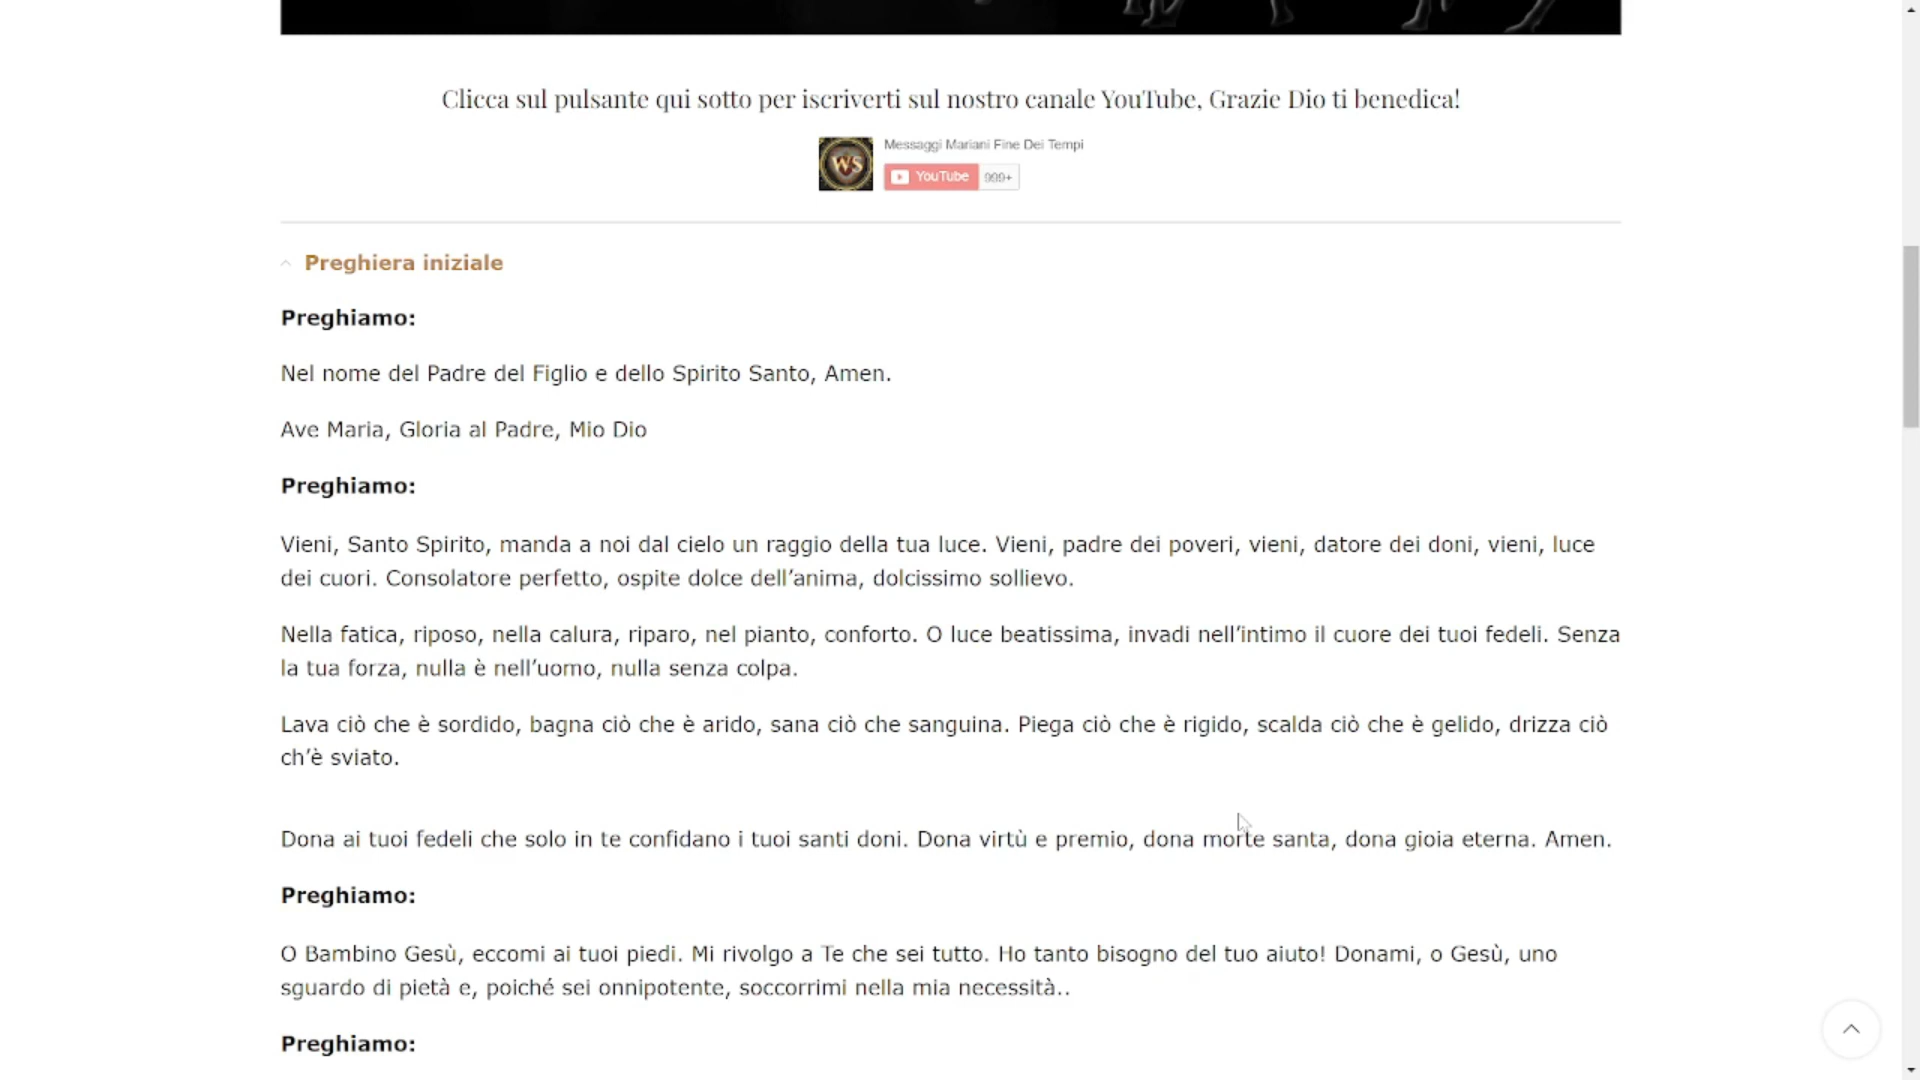 Clicca sul pulsante qui sotto per iscriverti sul nostro canale YouTube, Grazie Dio ti benedica!
WS
Messaggi Mariani Fine Dei Tempi
YouTube 999+
Preghiera iniziale
Preghiamo:
Nel nome del Padre del Figlio e dello Spirito Santo, Amen.
Ave Maria, Gloria al Padre, Mio Dio
Preghiamo:
Vieni, Santo Spirito, manda a noi dal cielo un raggio della tua luce. Vieni, padre dei poveri, vieni, datore dei doni, vieni, luce
dei cuori. Consolatore perfetto, ospite dolce dell’anima, dolcissimo sollievo.
Nella fatica, riposo, nella calura, riparo, nel pianto, conforto. O luce beatissima, invadi nell’intimo il cuore dei tuoi fedeli. Senza
la tua forza, nulla è nell’uomo, nulla senza colpa.
Lava ciò che è sordido, bagna ciò che è arido, sana ciò che sanguina. Piega ciò che è rigido, scalda ciò che è gelido, drizza ciò
ch’è sviato.
Dona ai tuoi fedeli che solo in te confidano i tuoi santi doni. Dona virtù e premio, dona morte santa, dona gioia eterna. Amen.
Preghiamo:
O Bambino Gesù, eccomi ai tuoi piedi. Mi rivolgo a Te che sei tutto. Ho tanto bisogno del tuo aiuto! Donami, o Gesù, uno
sguardo di pietà e, poiché sei onnipotente, soccorrimi nella mia necessità..
Preghiamo: